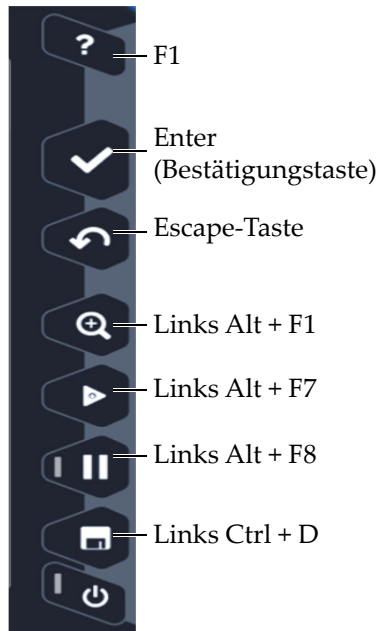 ?
F1
Enter
(Bestätigungstaste)
Escape-Taste
Links Alt + F1
Links Alt + F7
Links Alt + F8
Links Ctrl + D